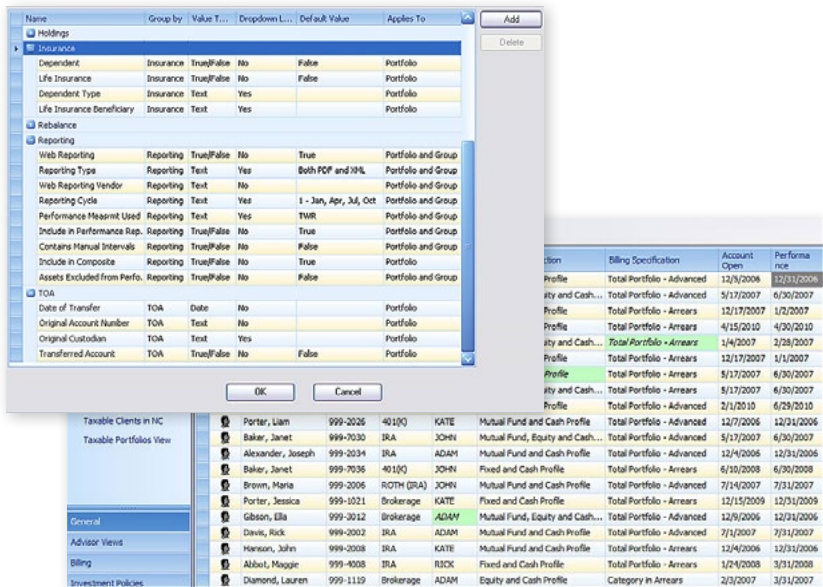 Name Group by Value T... Dropdown L... Default Value Apples To
Add
Delete
Holdings
Insurance
Dependent Insurance True/False No False Portfolio
Life Insurance Insurance True/False No False Portfolio
Dependent Type Insurance Text Yes Portfolio
Life Insurance Beneficiary Insurance Text Yes Portfolio
Rebalance
Reporting
Web Reporting Reporting True/False No True Portfolio and Group
Reporting Type Reporting Text Yes Both PDF and XML Portfolio and Group
Web Reporting Vendor Reporting Text No Portfolio and Group
Reporting Cycle Reporting Text Yes 1 - Jan, Apr, Jul, Oct Portfolio and Group
Performance Measrmt Used Reporting Text Yes TWR Portfolio and Group
Include in Performance Rep. Reporting True/False No True Portfolio and Group
Contains Manual Intervals Reporting True/False No False Portfolio and Group
Include in Composite Reporting True/False No True Portfolio and Group
Assets Excluded from Perfo. Reporting True/False No False Portfolio and Group
TOA
Date of Transfer TOA Date No Portfolio
Original Account Number TOA Text No Portfolio
Original Custodian TOA Text Yes Portfolio
Transferred Account TOA True/False No False Portfolio
OK Cancel
ction Billing Specification Account Open Performa nce
Profile Total Portfolio - Advanced 12/5/2006 12/31/2006
uity and Cash... Total Portfolio - Advanced 5/17/2007 6/30/2007
Profile Total Portfolio - Arrears 12/17/2007 1/2/2007
Profile Total Portfolio - Arrears 4/15/2010 4/30/2010
uity and Cash... Total Portfolio - Arrears 1/4/2007 2/28/2007
Profile Total Portfolio - Arrears 12/17/2007 1/1/2007
Profile Total Portfolio - Arrears 5/17/2007 6/30/2007
uity and Cash... Total Portfolio - Arrears 5/17/2007 6/30/2007
Profile Total Portfolio - Advanced 2/1/2010 6/29/2010
Taxable Clients in NC
Taxable Portfolios View
General
Advisor Views
Billing
Investment Policies
Porter, Liam 999-2026 401(K) KATE Mutual Fund and Cash Profile Total Portfolio - Arrears 12/7/2006 12/31/2006
Baker, Janet 999-7030 IRA JOHN Mutual Fund, Equity and Cash... Total Portfolio - Advanced 5/17/2007 6/30/2007
Alexander, Joseph 999-2034 IRA ADAM Mutual Fund and Cash Profile Total Portfolio - Advanced 12/4/2006 12/31/2006
Baker, Janet 999-7036 401(K) JOHN Fixed and Cash Profile Total Portfolio - Arrears 6/10/2008 6/30/2008
Brown, Maria 999-2006 ROTH (IRA) JOHN Mutual Fund and Cash Profile Total Portfolio - Advanced 7/14/2007 7/31/2007
Porter, Jessica 999-1021 Brokerage KATE Fixed and Cash Profile Total Portfolio - Arrears 12/15/2009 12/31/2009
Gibson, Ella 999-3012 Brokerage ADAM Mutual Fund, Equity and Cash... Total Portfolio - Advanced 12/9/2006 12/31/2006
Davis, Rick 999-2002 IRA ADAM Mutual Fund and Cash Profile Total Portfolio - Advanced 7/1/2007 7/31/2007
Hanson, John 999-2008 IRA KATE Mutual Fund and Cash Profile Total Portfolio - Arrears 12/4/2006 12/31/2006
Abbot, Maggie 999-4008 IRA RICK Fixed and Cash Profile Total Portfolio - Arrears 1/24/2008 3/31/2008
Diamond, Lauren 999-1119 Brokerage ADAM Equity and Cash Profile Category in Arrears 2/3/2007 3/31/2007